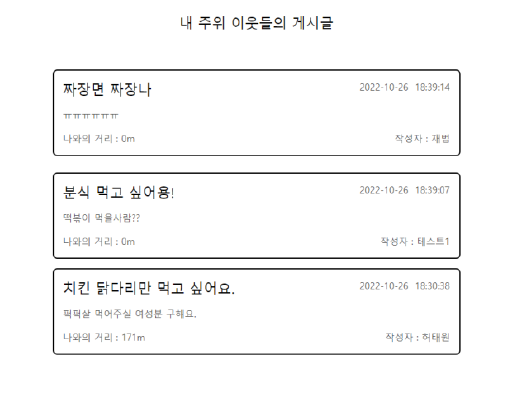 내 주위 이웃들의 게시글
짜장면 짜장나 2022-10-26 18:39:14
ㅠㅠㅠㅠㅠㅠ
나와의 거리 : 0m 작성자 : 재법
분식 먹고 싶어용! 2022-10-26 18:39:07
떡볶이 먹을사람??
나와의 거리 : 0m 작성자 : 테스트1
치킨 닭다리만 먹고 싶어요. 2022-10-26 18:30:38
퍽퍽살 먹어주실 여성분 구해요.
나와의 거리 : 171m 작성자 : 허태원